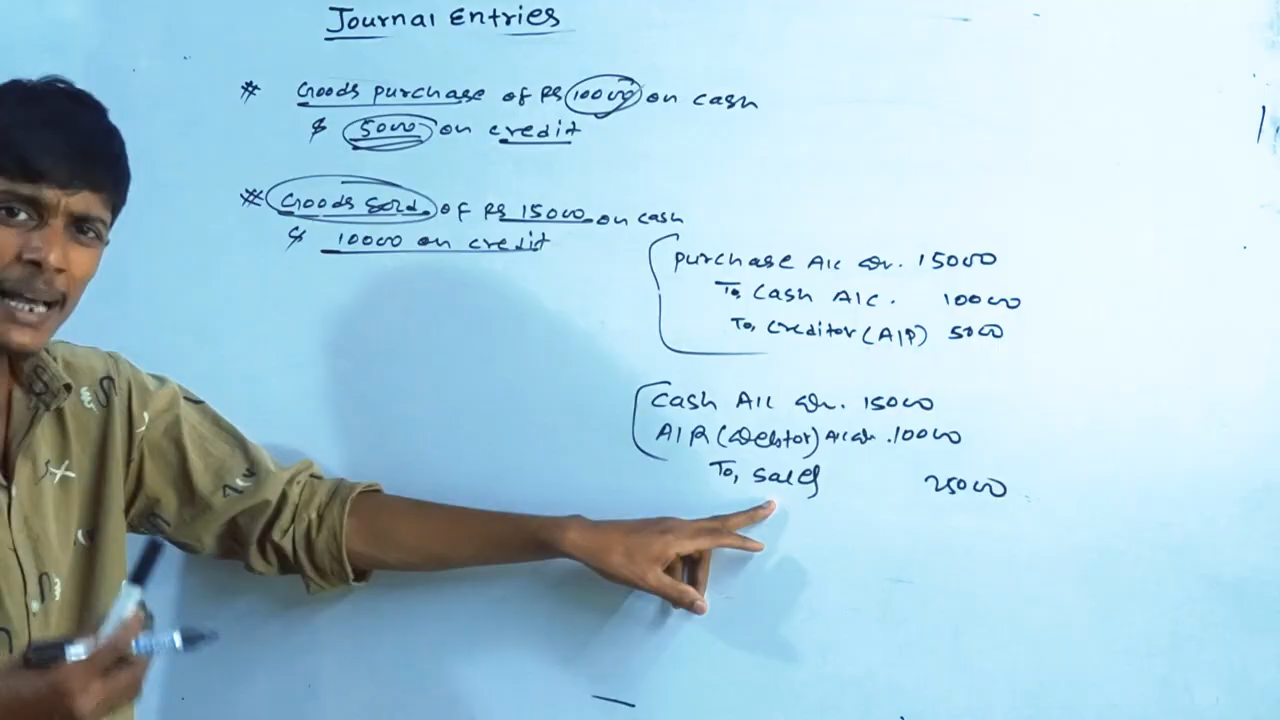 Journal Entries
* Goods purchase of Rs 10000 on cash
& 5000 on credit
* Goods sold of Rs 15000 on cash
& 10000 on credit
purchase A/c Dr. 15000
To, Cash A/c. 10000
To, creditor (A/P) 5000
Cash A/c Dr. 15000
A/R (Debtor) A/c Dr. 10000
To, sales 25000